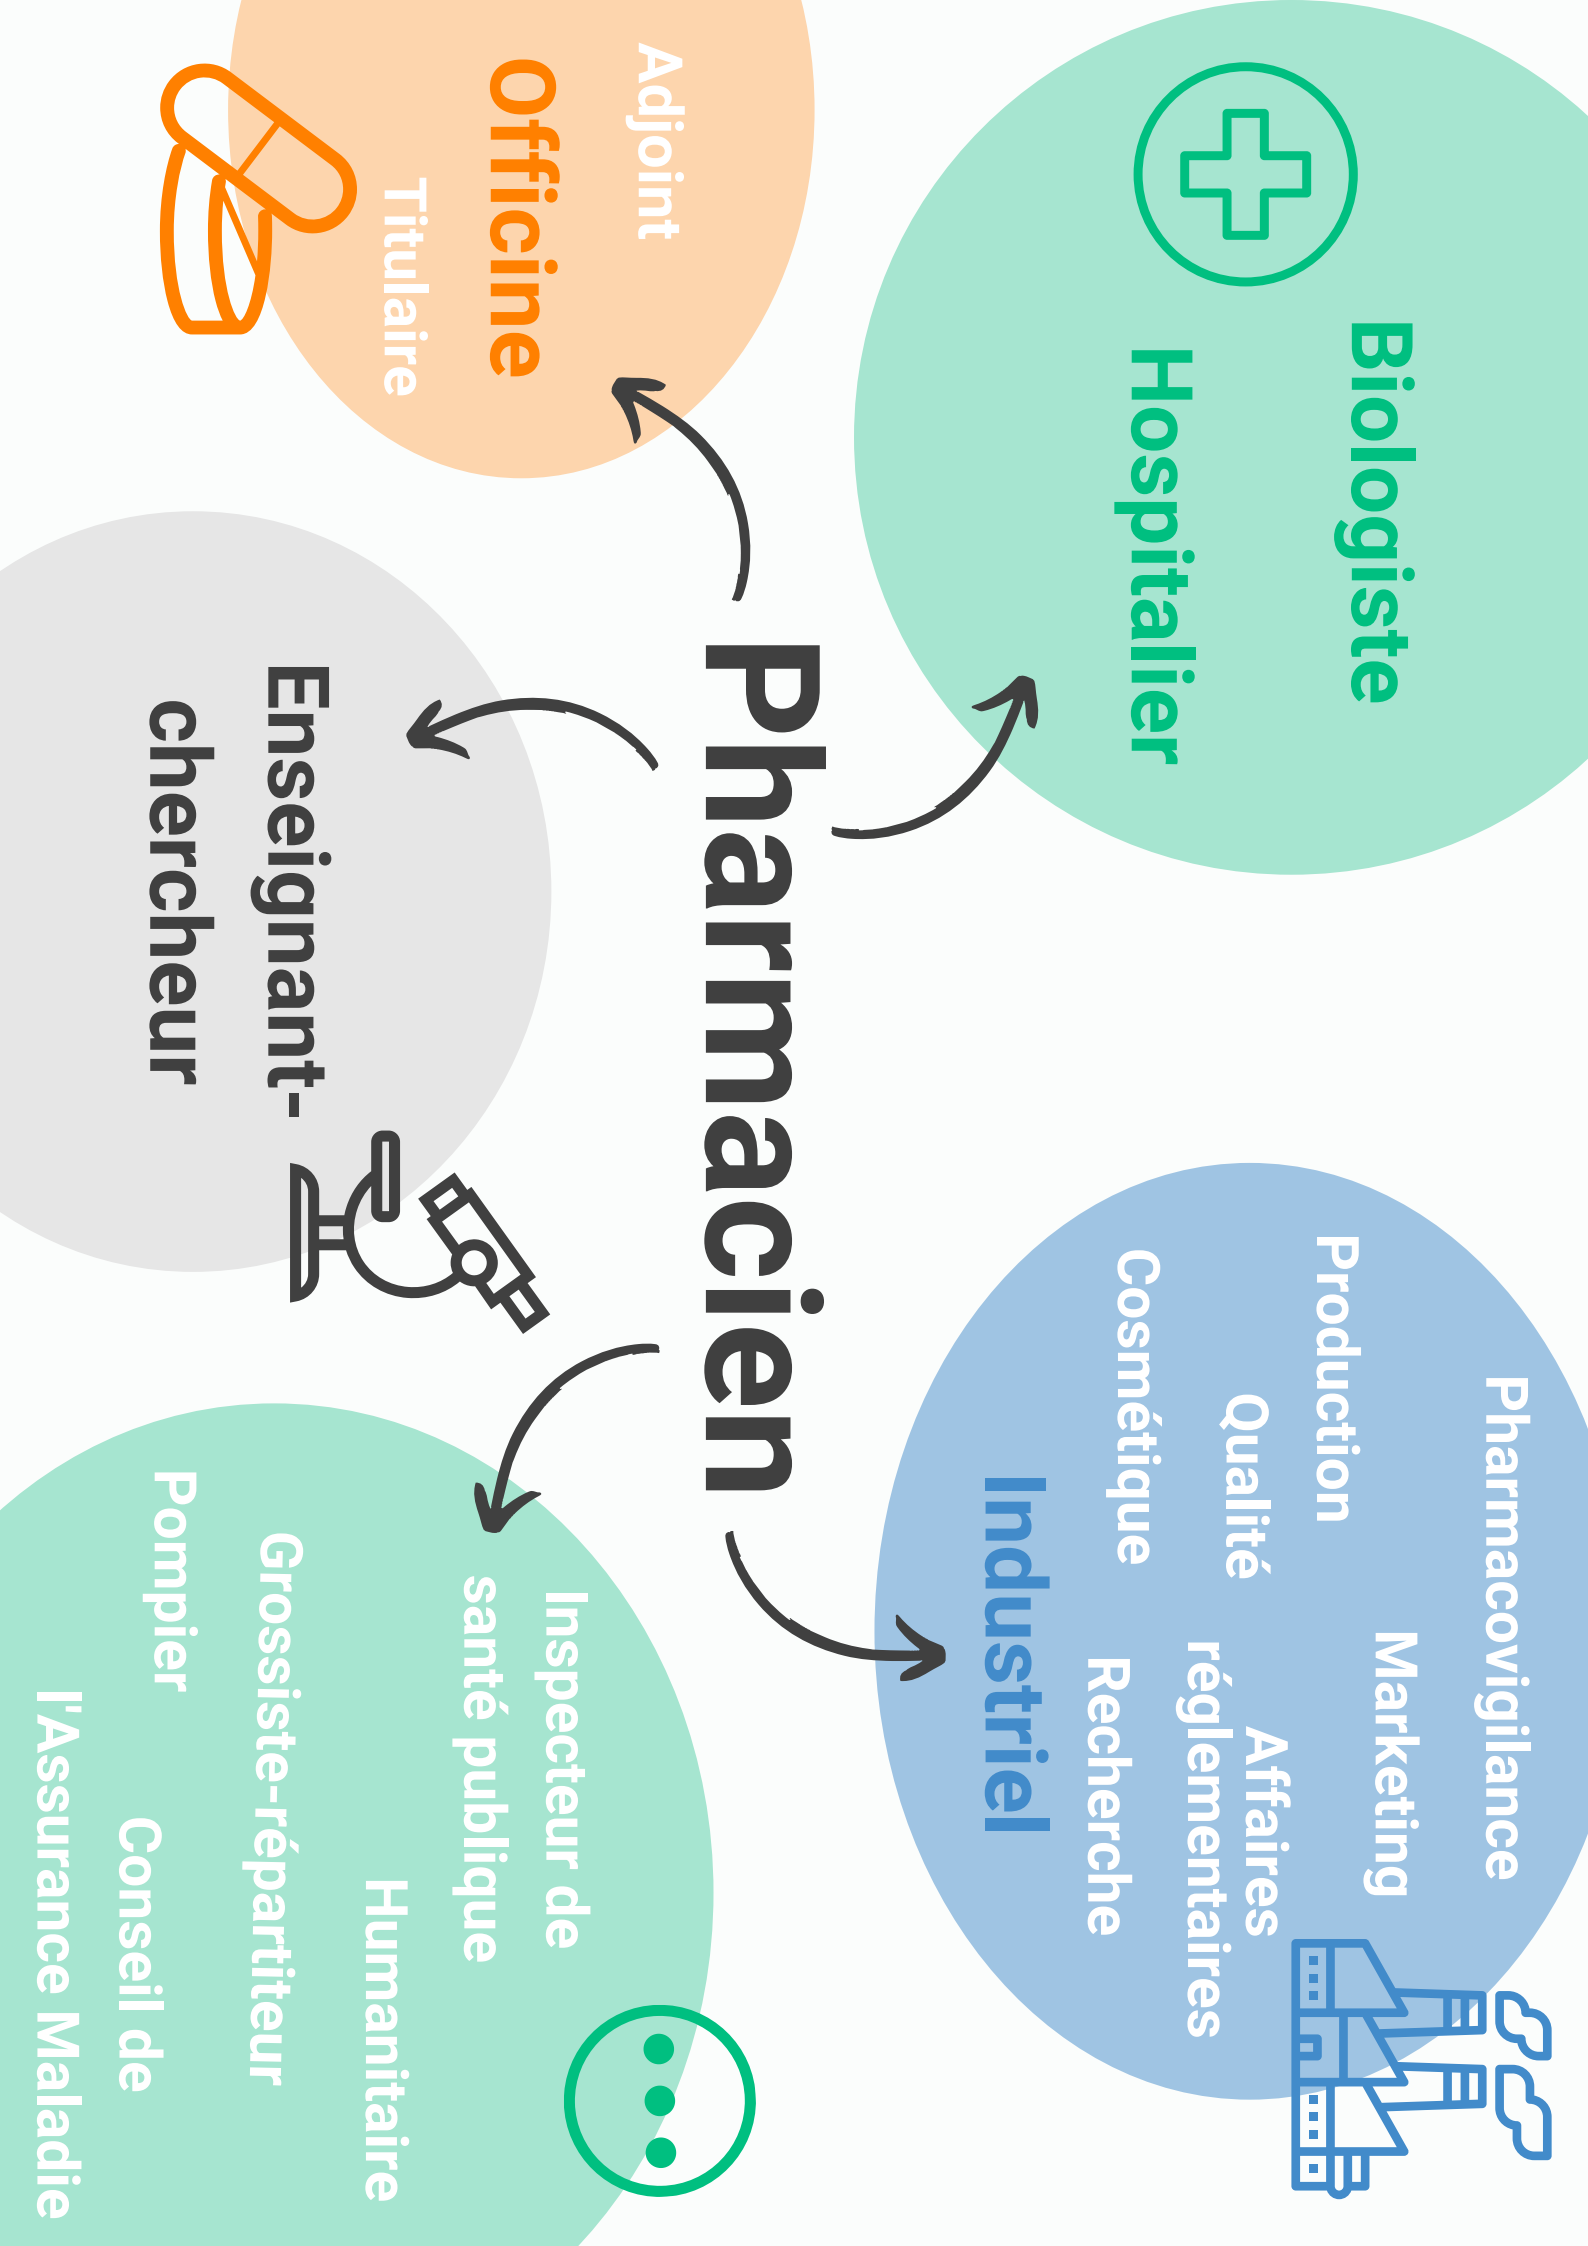 Biologiste
Hospitalier
Pharmacovigilance
Production
Marketing
Qualité
Affaires
réglementaires
Cosmétique
Recherche
Industriel
Pharmacien
Adjoint
Officine
Titulaire
Enseignant-
chercheur
Inspecteur de
santé publique
Humanitaire
Grossiste-répartiteur
Pompier
Conseil de
l'Assurance Maladie